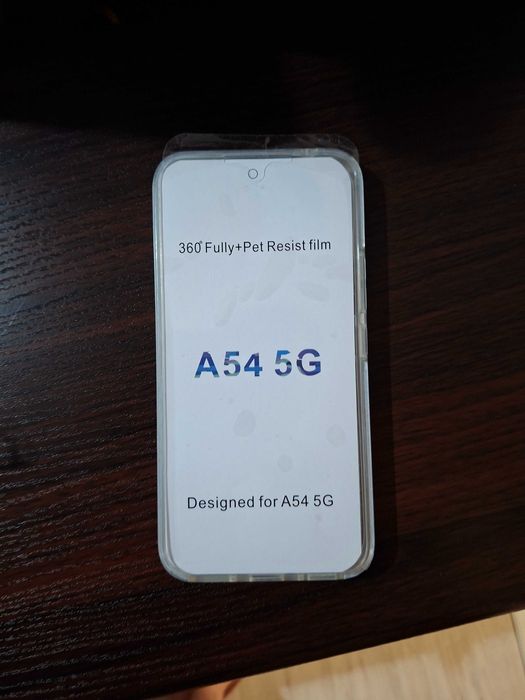 360° Fully+Pet Resist film
A54 5G
Designed for A54 5G